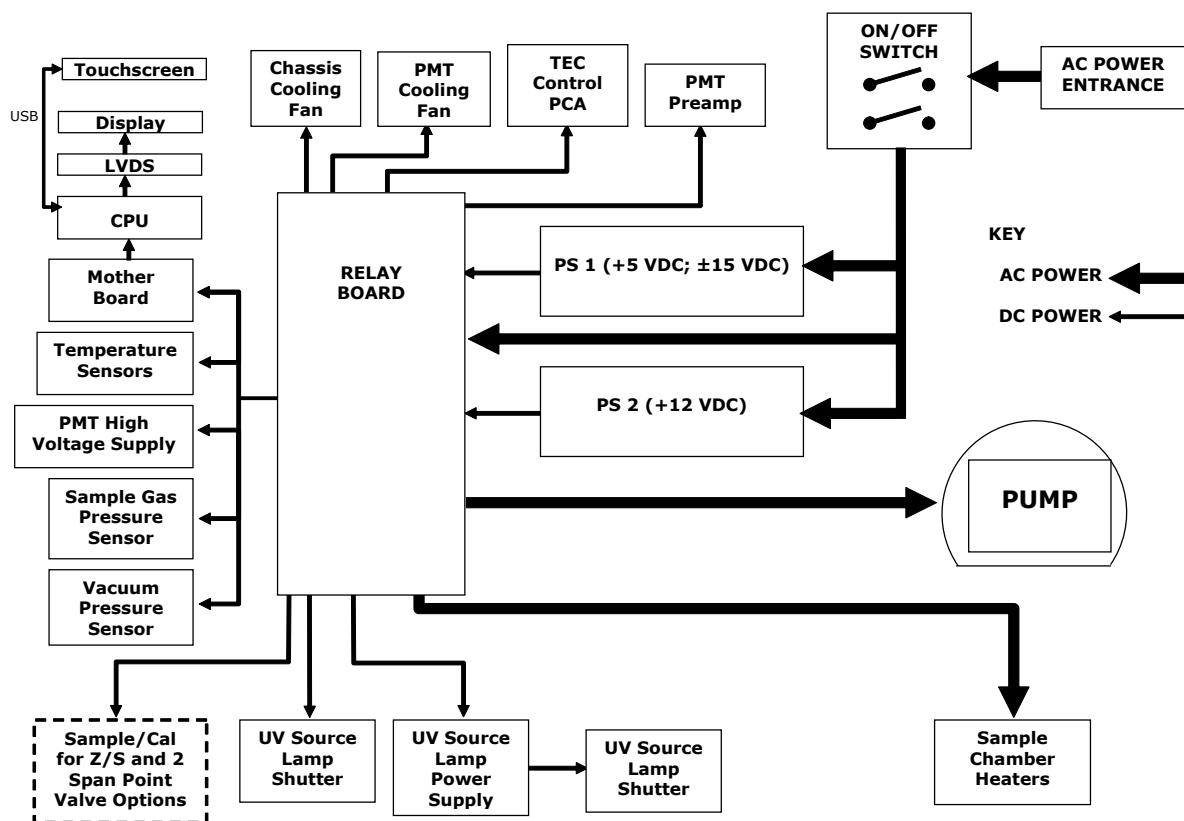 ON/OFF
SWITCH
AC POWER
ENTRANCE
Touchscreen
USB
Display
LVDS
CPU
Mother
Board
Chassis
Cooling
Fan
PMT
Cooling
Fan
TEC
Control
PCA
PMT
Preamp
RELAY
BOARD
PS 1 (+5 VDC; ±15 VDC)
PS 2 (+12 VDC)
KEY
AC POWER
DC POWER
Temperature
Sensors
PMT High
Voltage Supply
Sample Gas
Pressure
Sensor
Vacuum
Pressure
Sensor
PUMP
Sample/Cal
for Z/S and 2
Span Point
Valve Options
UV Source
Lamp
Shutter
UV Source
Lamp
Power
Supply
UV Source
Lamp
Shutter
Sample
Chamber
Heaters